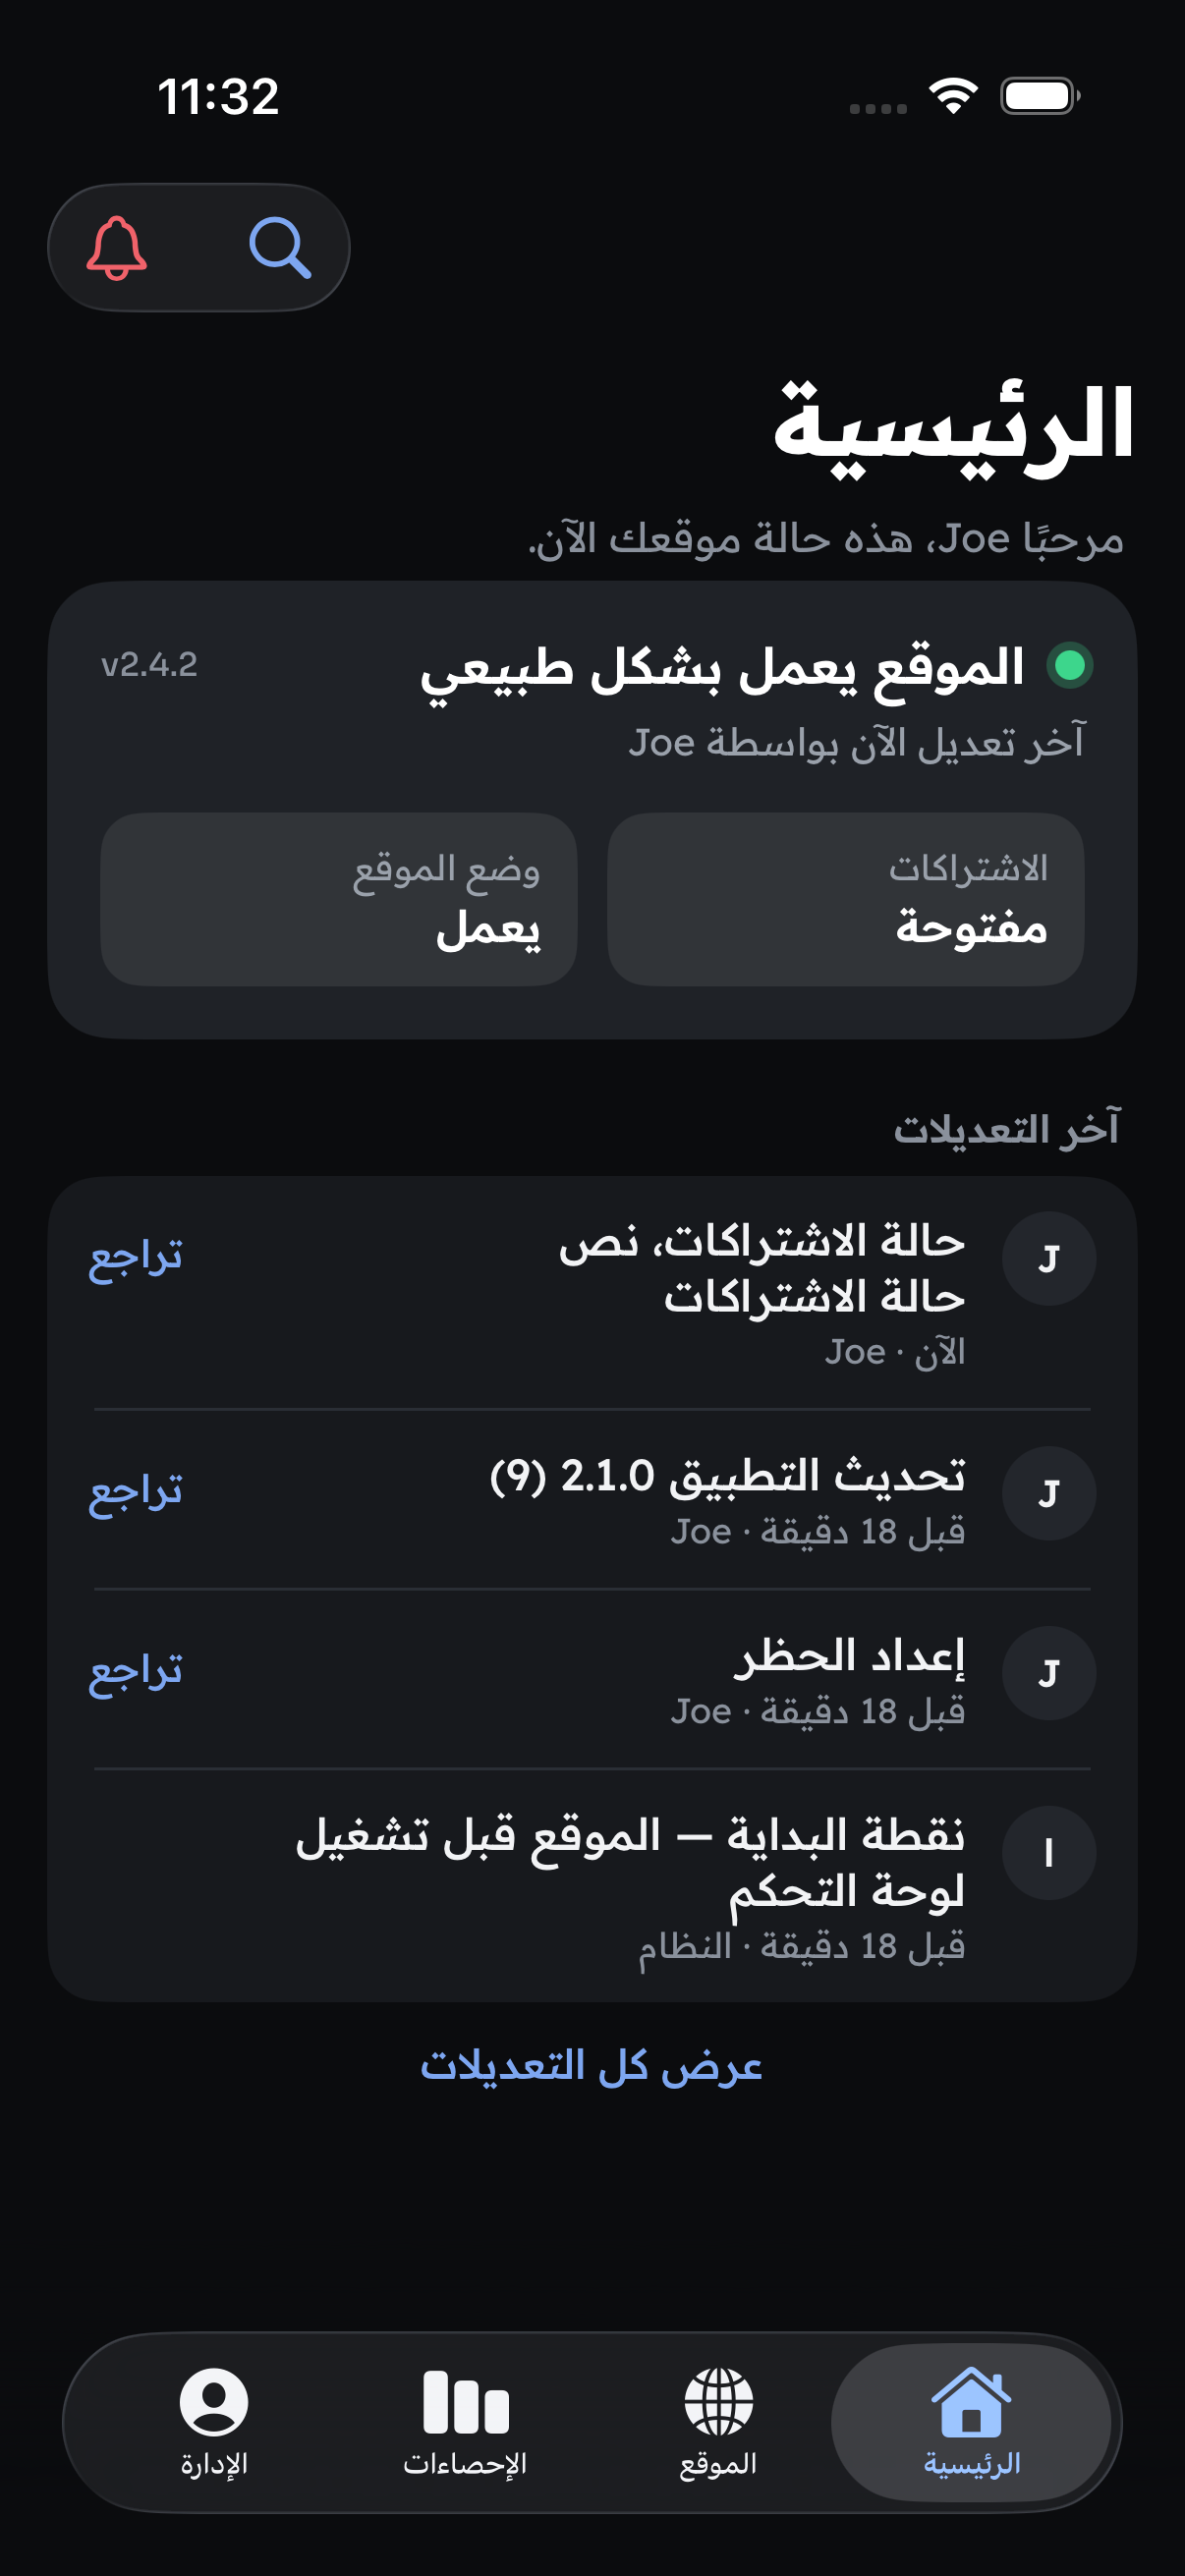 11:32
الرئيسية
مرحبًا Joe، هذه حالة موقعك الآن.
الموقع يعمل بشكل طبيعي
v2.4.2
آخر تعديل الآن بواسطة Joe
الاشتراكات
مفتوحة
وضع الموقع
يعمل
آخر التعديلات
J
حالة الاشتراكات، نص
حالة الاشتراكات
الآن · Joe
تراجع
J
تحديث التطبيق 2.1.0 (9)
قبل 18 دقيقة · Joe
تراجع
J
إعداد الحظر
قبل 18 دقيقة · Joe
تراجع
ا
نقطة البداية — الموقع قبل تشغيل
لوحة التحكم
قبل 18 دقيقة · النظام
عرض كل التعديلات
الرئيسية
الموقع
الإحصاءات
الإدارة